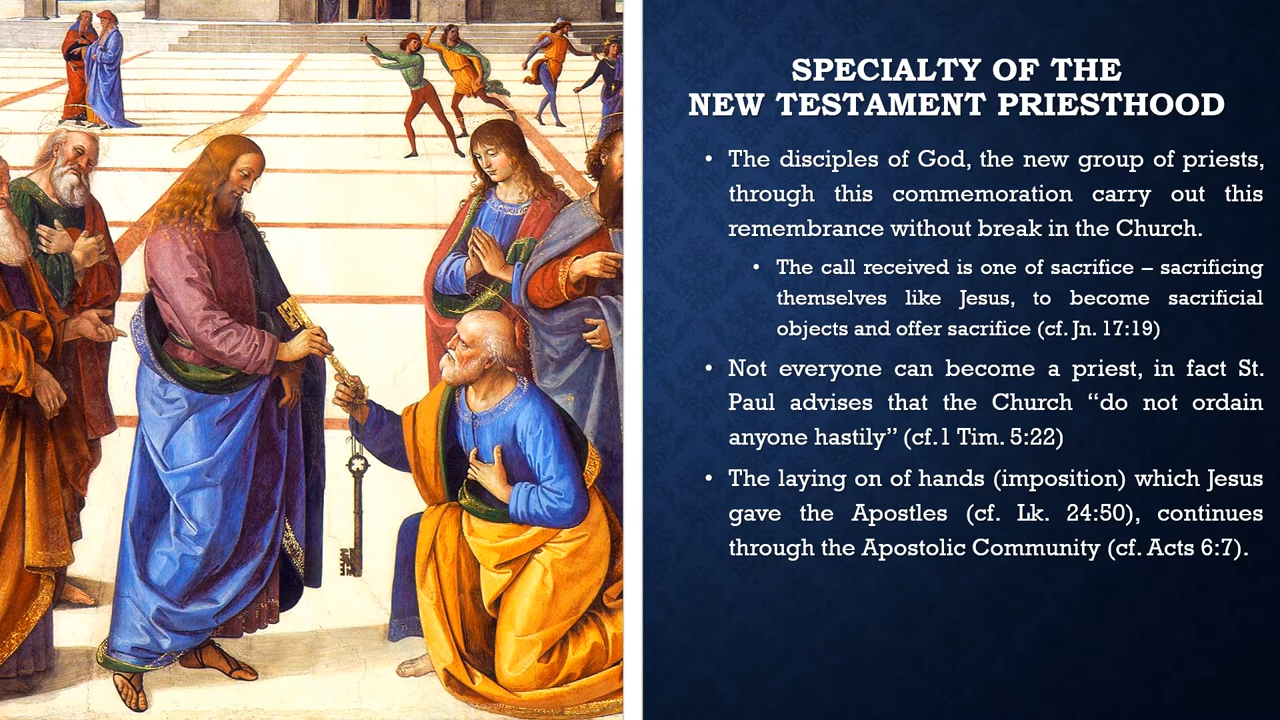 SPECIALTY OF THE
NEW TESTAMENT PRIESTHOOD
• The disciples of God, the new group of priests,
through this commemoration carry out this
remembrance without break in the Church.
• The call received is one of sacrifice – sacrificing
themselves like Jesus, to become sacrificial
objects and offer sacrifice (cf. Jn. 17:19)
• Not everyone can become a priest, in fact St.
Paul advises that the Church “do not ordain
anyone hastily” (cf.1 Tim. 5:22)
• The laying on of hands (imposition) which Jesus
gave the Apostles (cf. Lk. 24:50), continues
through the Apostolic Community (cf. Acts 6:7).